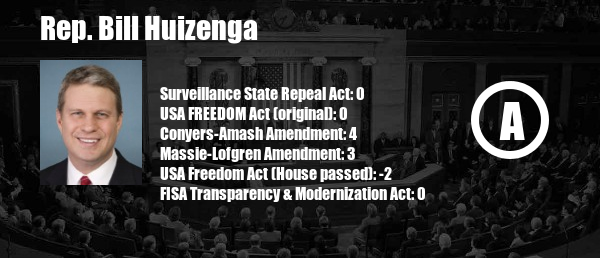 Rep. Bill Huizenga
Surveillance State Repeal Act: 0
USA FREEDOM Act (original): 0
Conyers-Amash Amendment: 4
Massie-Lofgren Amendment: 3
USA Freedom Act (House passed): -2
FISA Transparency & Modernization Act: 0
A